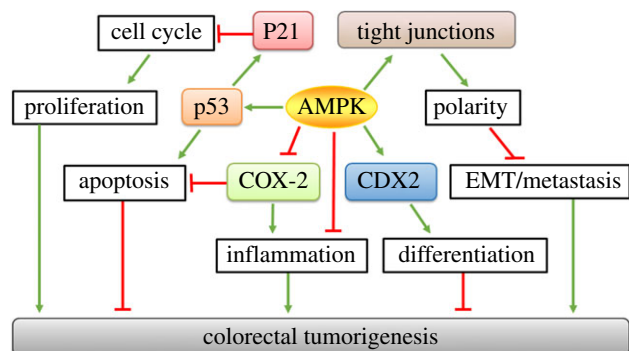 cell cycle
P21
tight junctions
proliferation
p53
AMPK
polarity
apoptosis
COX-2
CDX2
EMT/metastasis
inflammation
differentiation
colorectal tumorigenesis